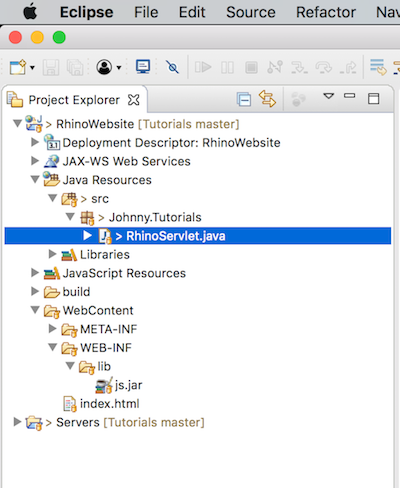 Eclipse File Edit Source Refactor Nav
Project Explorer
> RhinoWebsite [Tutorials master]
Deployment Descriptor: RhinoWebsite
JAX-WS Web Services
Java Resources
> src
> Johnny.Tutorials
> RhinoServlet.java
Libraries
JavaScript Resources
build
WebContent
META-INF
WEB-INF
lib
js.jar
index.html
> Servers [Tutorials master]